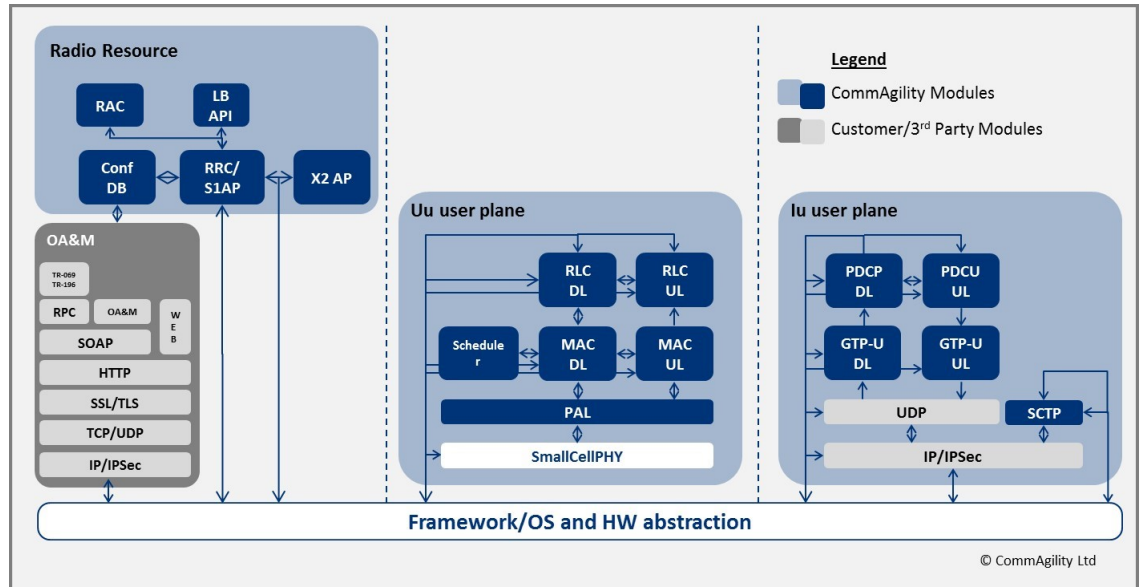 Radio Resource
RAC
LB
API
Conf
DB
RRC/
S1AP
X2 AP
Legend
CommAgility Modules
Customer/3rd Party Modules
OA&M
TR-069
TR-196
RPC
OA&M
W
E
B
SOAP
HTTP
SSL/TLS
TCP/UDP
IP/IPSec
Uu user plane
RLC
DL
RLC
UL
Schedule
r
MAC
DL
MAC
UL
PAL
SmallCellPHY
Iu user plane
PDCP
DL
PDCU
UL
GTP-U
DL
GTP-U
UL
UDP
SCTP
IP/IPSec
Framework/OS and HW abstraction
© CommAgility Ltd